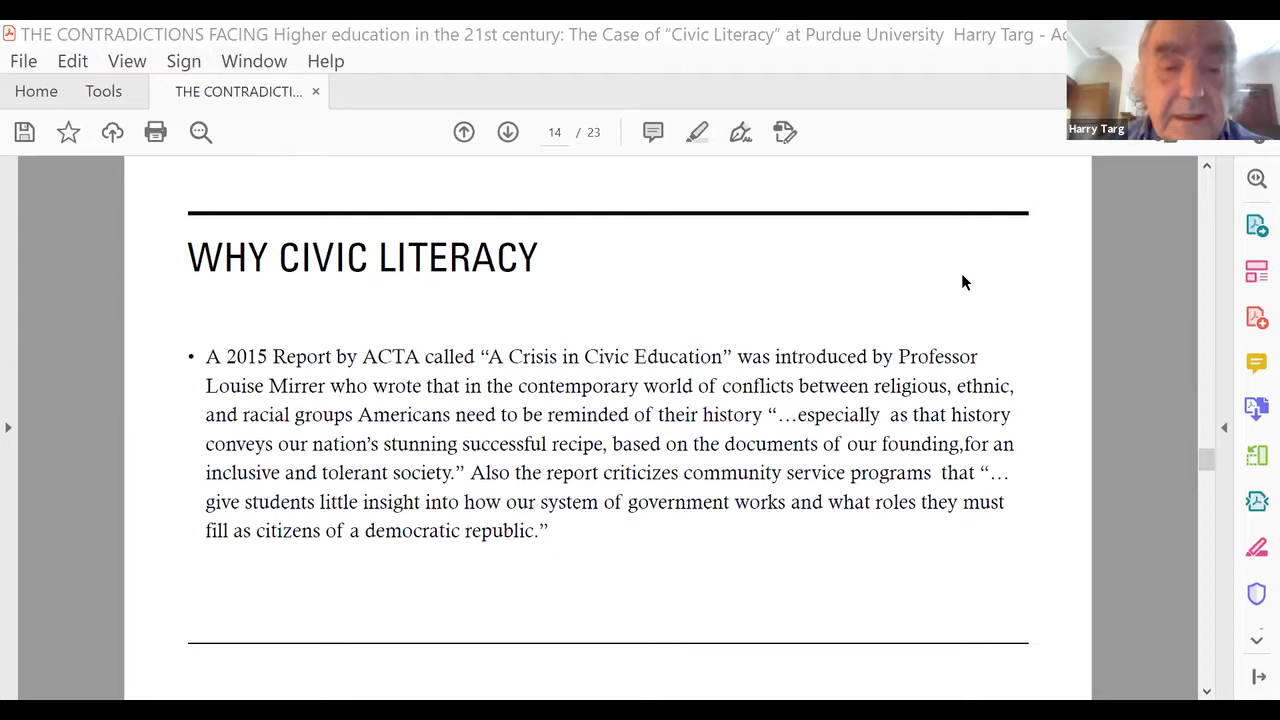 THE CONTRADICTIONS FACING Higher education in the 21st century: The Case of “Civic Literacy” at Purdue University Harry Targ - Ac
File Edit View Sign Window Help
Home Tools THE CONTRADICTI... ×
14 / 23
Harry Targ
WHY CIVIC LITERACY
• A 2015 Report by ACTA called “A Crisis in Civic Education” was introduced by Professor
Louise Mirrer who wrote that in the contemporary world of conflicts between religious, ethnic,
and racial groups Americans need to be reminded of their history “…especially as that history
conveys our nation’s stunning successful recipe, based on the documents of our founding,for an
inclusive and tolerant society.” Also the report criticizes community service programs that “…
give students little insight into how our system of government works and what roles they must
fill as citizens of a democratic republic.”